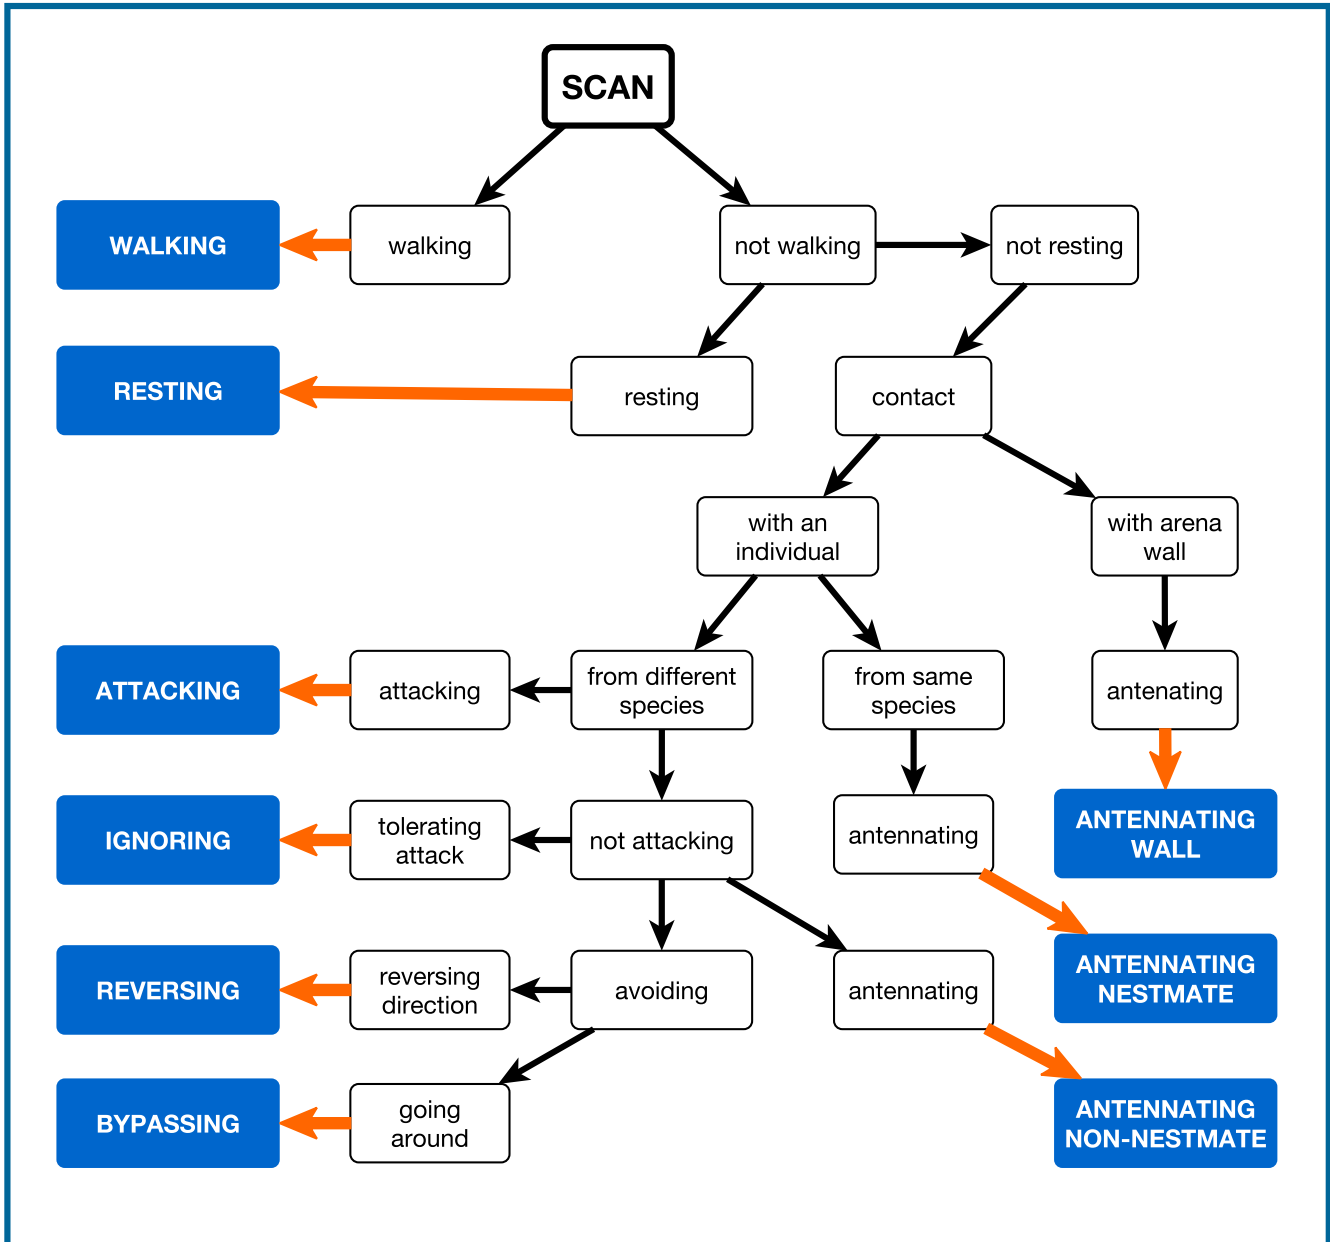 SCAN
WALKING
walking
not walking
not resting
RESTING
resting
contact
with an
individual
with arena
wall
ATTACKING
attacking
from different
species
from same
species
antenating
IGNORING
tolerating
attack
not attacking
antennating
ANTENNATING
WALL
REVERSING
reversing
direction
avoiding
antennating
ANTENNATING
NESTMATE
BYPASSING
going
around
ANTENNATING
NON-NESTMATE